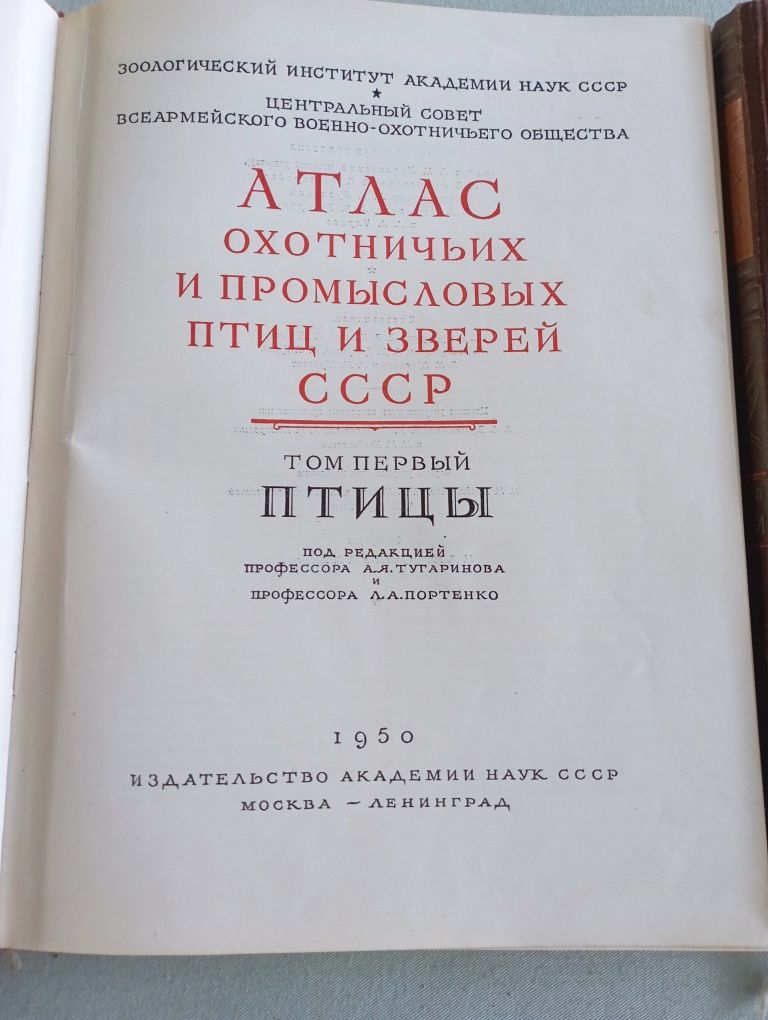 ЗООЛОГИЧЕСКИЙ ИНСТИТУТ АКАДЕМИИ НАУК СССР
ЦЕНТРАЛЬНЫЙ СОВЕТ
ВСЕАРМЕЙСКОГО ВОЕННО-ОХОТНИЧЬЕГО ОБЩЕСТВА
АТЛАС
ОХОТНИЧЬИХ
И ПРОМЫСЛОВЫХ
ПТИЦ И ЗВЕРЕЙ
СССР
ТОМ ПЕРВЫЙ
ПТИЦЫ
ПОД РЕДАКЦИЕЙ
ПРОФЕССОРА А.Я.ТУГАРИНОВА
И
ПРОФЕССОРА Л.А.ПОРТЕНКО
1950
ИЗДАТЕЛЬСТВО АКАДЕМИИ НАУК СССР
МОСКВА – ЛЕНИНГРАД